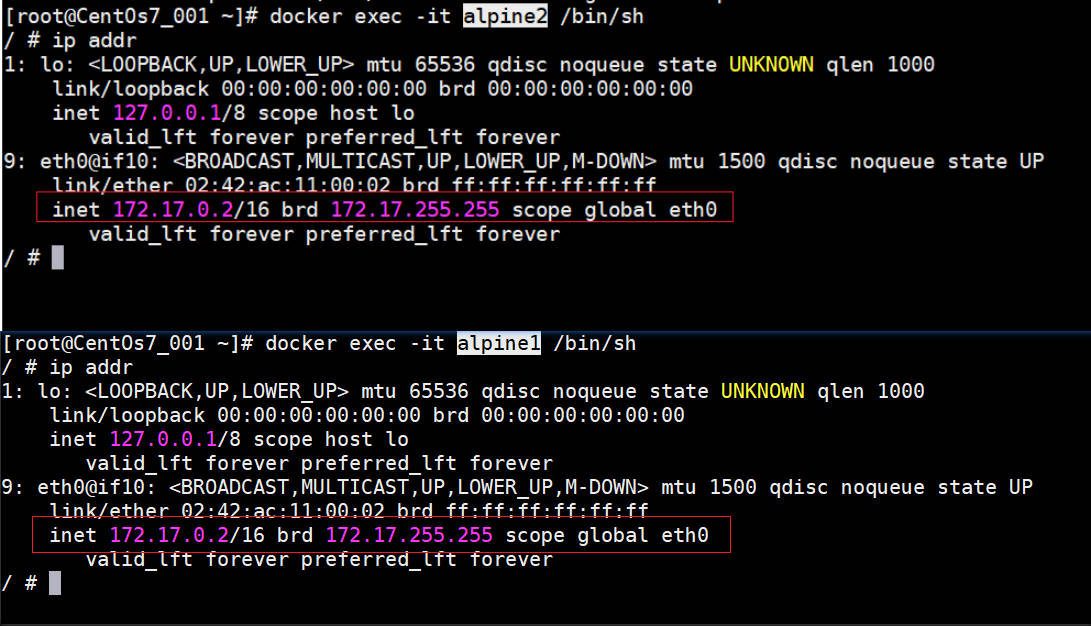 [root@CentOs7_001 ~]# docker exec -it alpine2 /bin/sh
/ # ip addr
1: lo: <LOOPBACK,UP,LOWER_UP> mtu 65536 qdisc noqueue state UNKNOWN qlen 1000
    link/loopback 00:00:00:00:00:00 brd 00:00:00:00:00:00
    inet 127.0.0.1/8 scope host lo
       valid_lft forever preferred_lft forever
9: eth0@if10: <BROADCAST,MULTICAST,UP,LOWER_UP,M-DOWN> mtu 1500 qdisc noqueue state UP
    link/ether 02:42:ac:11:00:02 brd ff:ff:ff:ff:ff:ff
    inet 172.17.0.2/16 brd 172.17.255.255 scope global eth0
       valid_lft forever preferred_lft forever
/ #
[root@CentOs7_001 ~]# docker exec -it alpine1 /bin/sh
/ # ip addr
1: lo: <LOOPBACK,UP,LOWER_UP> mtu 65536 qdisc noqueue state UNKNOWN qlen 1000
    link/loopback 00:00:00:00:00:00 brd 00:00:00:00:00:00
    inet 127.0.0.1/8 scope host lo
       valid_lft forever preferred_lft forever
9: eth0@if10: <BROADCAST,MULTICAST,UP,LOWER_UP,M-DOWN> mtu 1500 qdisc noqueue state UP
    link/ether 02:42:ac:11:00:02 brd ff:ff:ff:ff:ff:ff
    inet 172.17.0.2/16 brd 172.17.255.255 scope global eth0
       valid_lft forever preferred_lft forever
/ #